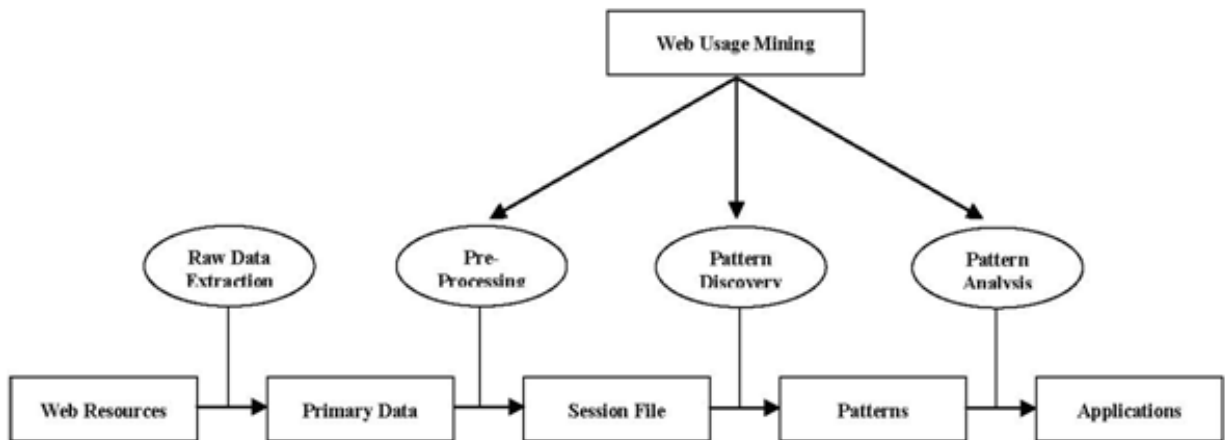 Web Usage Mining
Raw Data
Extraction
Pre-
Processing
Pattern
Discovery
Pattern
Analysis
Web Resources
Primary Data
Session File
Patterns
Applications